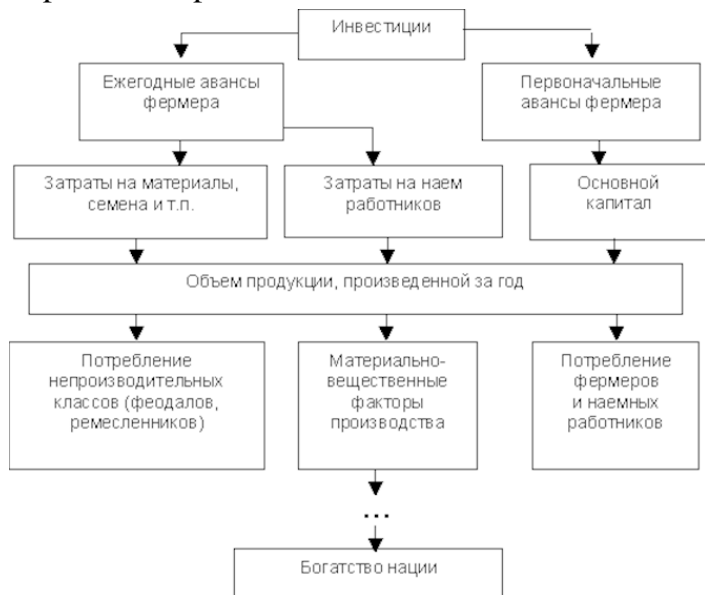 Инвестиции
Ежегодные авансы
фермера
Первоначальные
авансы фермера
Затраты на материалы,
семена и т.п.
Затраты на наем
работников
Основной
капитал
Объем продукции, произведенной за год
Потребление
непроизводительных
классов (феодалов,
ремесленников)
Материально-
вещественные
факторы
производства
Потребление
фермеров
и наемных
работников
...
Богатство нации